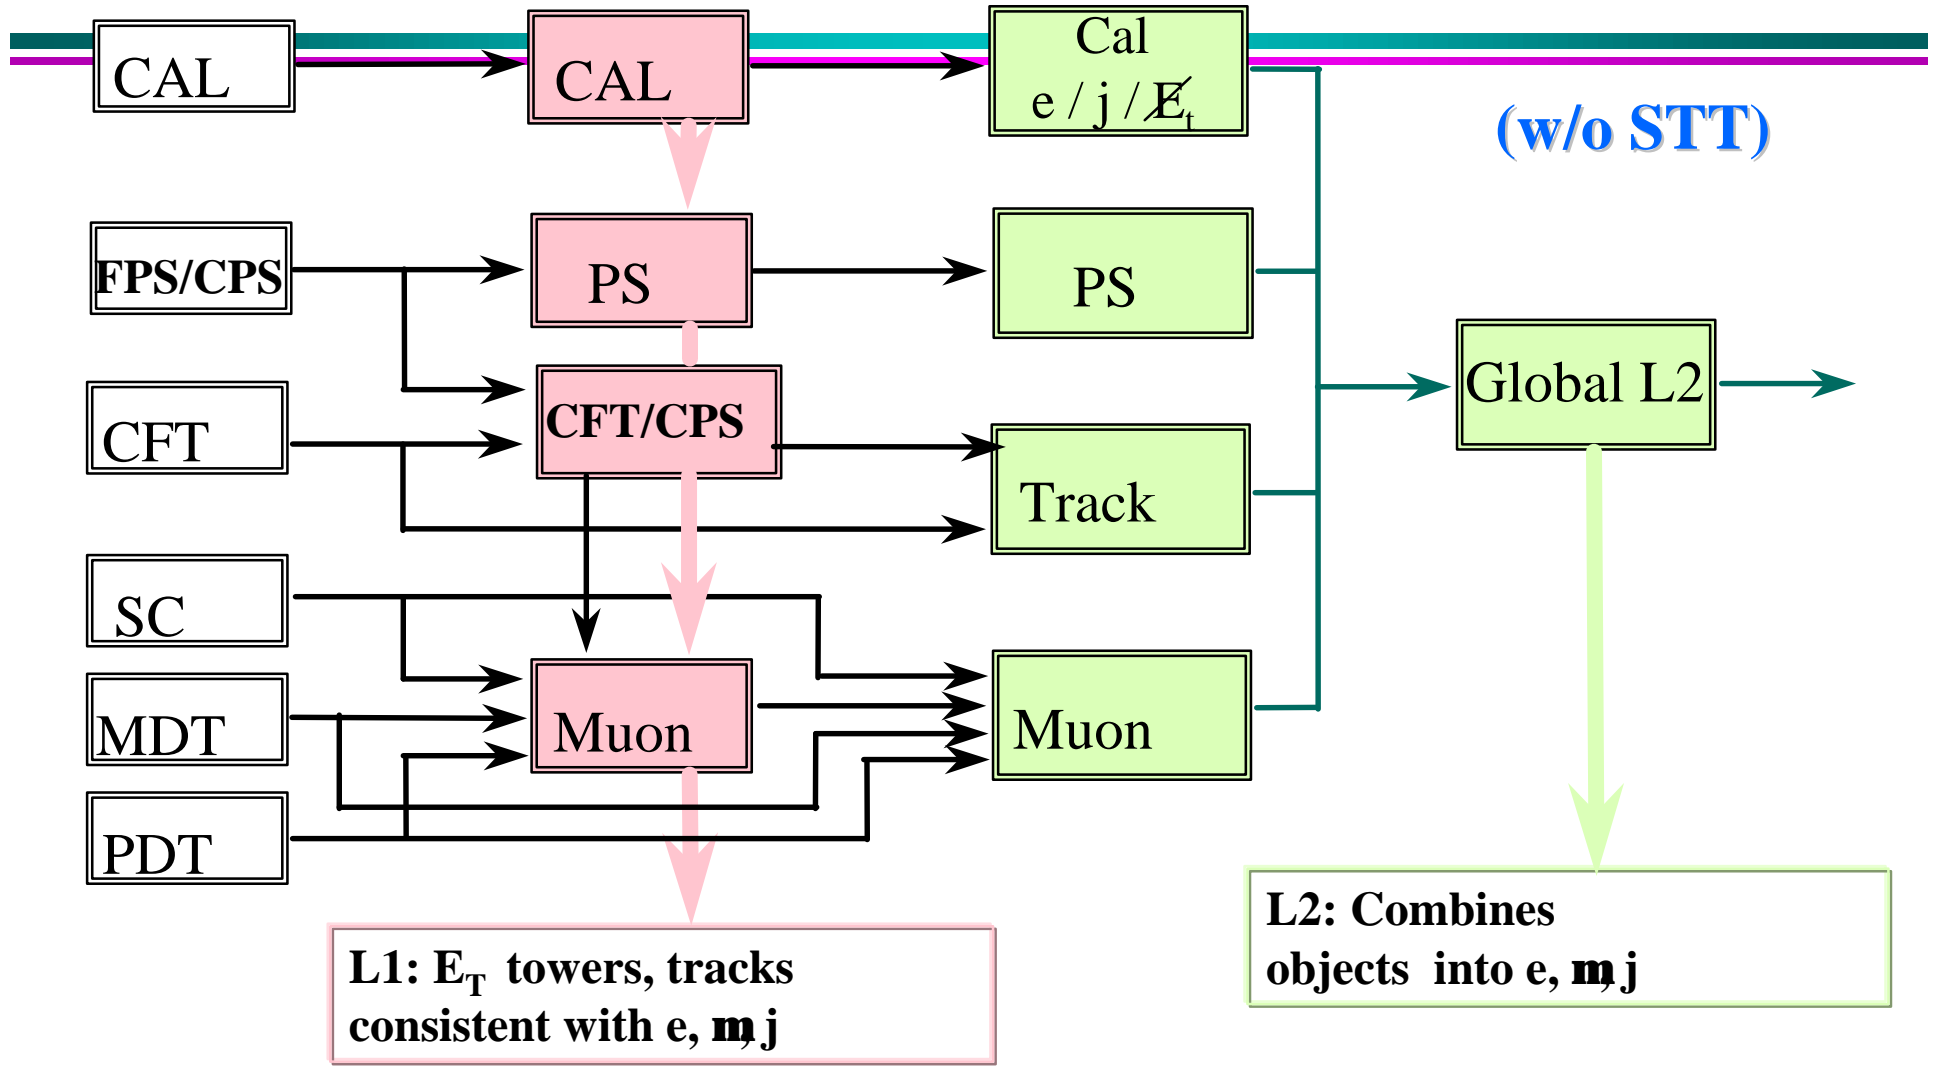 CAL
CAL
Cal
e / j / E̸t
(w/o STT)
FPS/CPS
PS
PS
CFT
CFT/CPS
Track
Global L2
SC
MDT
Muon
Muon
PDT
L1: ET towers, tracks
consistent with e, m, j
L2: Combines
objects into e, m, j